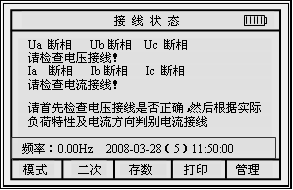 接线状态
Ua 断相 Ub 断相 Uc 断相
请检查电压接线!
Ia 断相 Ib 断相 Ic 断相
请检查电流接线!
请首先检查电压接线是否正确,然后根据实际
负荷特性及电流方向判别电流接线
频率:0.00Hz 2008-03-28(5)11:50:00
模式 二次 存数 打印 管理